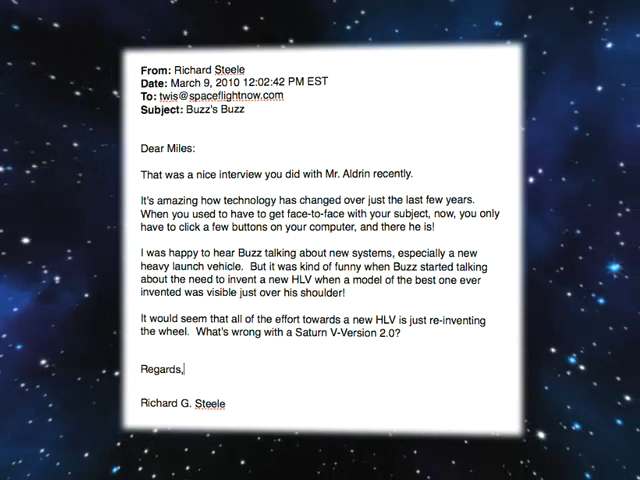 From: Richard Steele
Date: March 9, 2010 12:02:42 PM EST
To: twis@spaceflightnow.com
Subject: Buzz's Buzz
Dear Miles:
That was a nice interview you did with Mr. Aldrin recently.
It's amazing how technology has changed over just the last few years.
When you used to have to get face-to-face with your subject, now, you only
have to click a few buttons on your computer, and there he is!
I was happy to hear Buzz talking about new systems, especially a new
heavy launch vehicle.  But it was kind of funny when Buzz started talking
about the need to invent a new HLV when a model of the best one ever
invented was visible just over his shoulder!
It would seem that all of the effort towards a new HLV is just re-inventing
the wheel.  What's wrong with a Saturn V-Version 2.0?
Regards,
Richard G. Steele